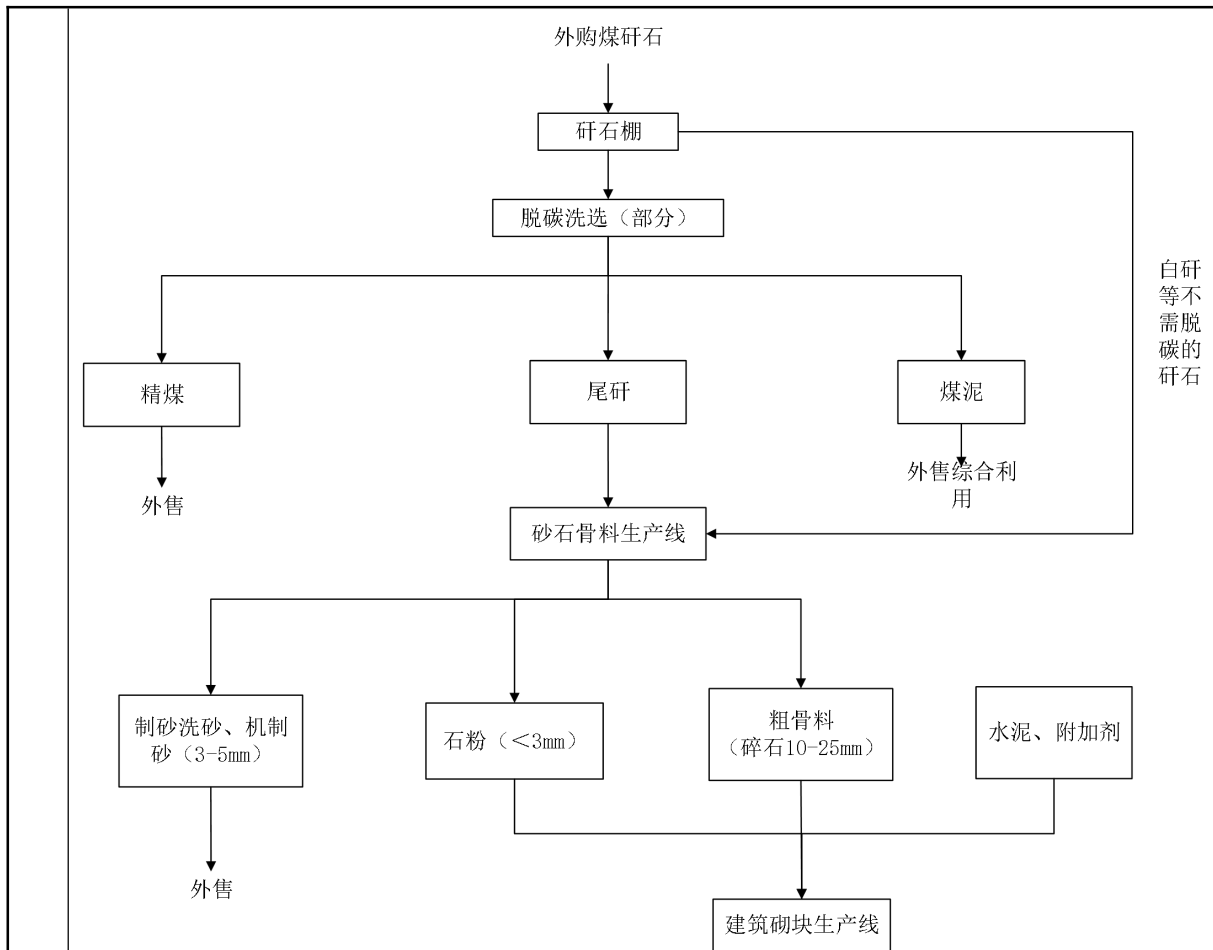 外购煤矸石
矸石棚
脱碳洗选（部分）
白矸
等不
需脱
碳的
矸石
精煤
尾矸
煤泥
外售
外售综合利
用
砂石骨料生产线
制砂洗砂、机制
砂（3-5mm）
石粉（＜3mm）
粗骨料
（碎石10-25mm）
水泥、附加剂
外售
建筑砌块生产线